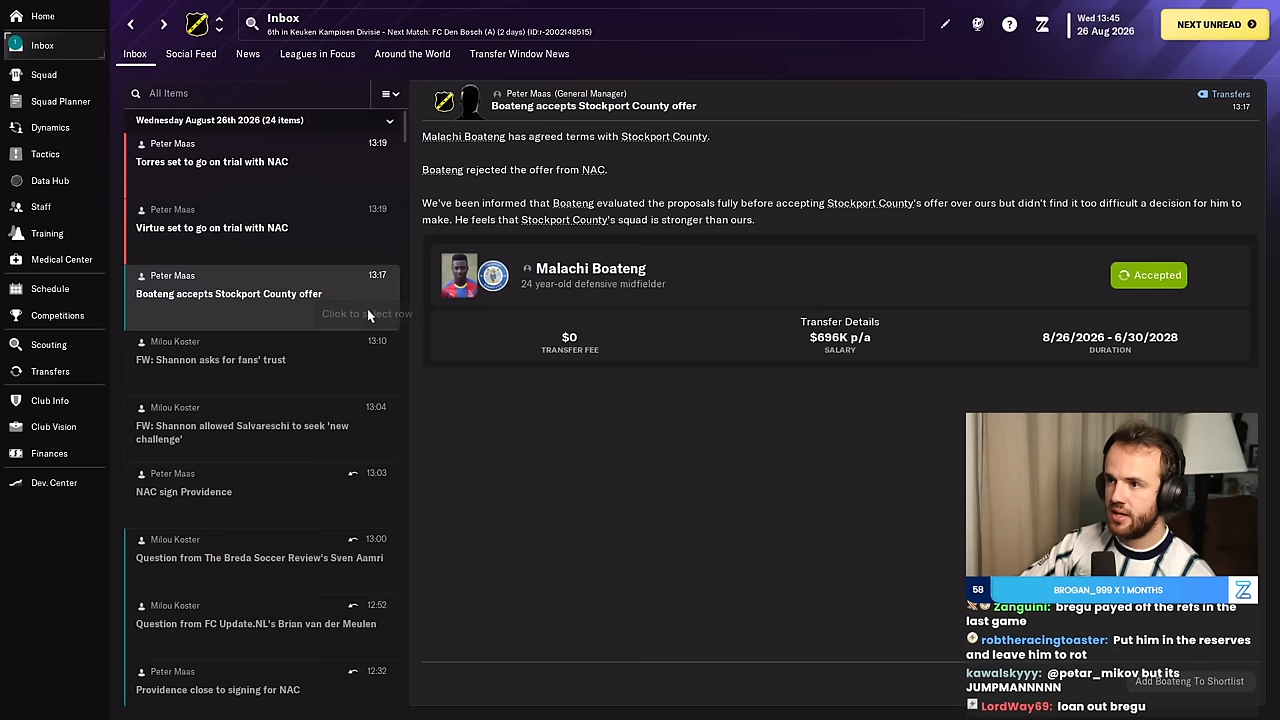 Home
Inbox
6th in Keuken Kampioen Divisie - Next Match: FC Den Bosch (A) (2 days) (ID:r-2002148515)
Wed 13:45
26 Aug 2026
NEXT UNREAD
1
Inbox
Inbox
Social Feed
News
Leagues in Focus
Around the World
Transfer Window News
Squad
Squad Planner
Dynamics
Tactics
Data Hub
Staff
Training
Medical Center
Schedule
Competitions
Scouting
Transfers
Club Info
Club Vision
Finances
Dev. Center
All Items
Wednesday August 26th 2026 (24 items)
Peter Maas 13:19
Torres set to go on trial with NAC
Peter Maas 13:19
Virtue set to go on trial with NAC
Peter Maas 13:17
Boateng accepts Stockport County offer
Click to select row
Milou Koster 13:10
FW: Shannon asks for fans' trust
Milou Koster 13:04
FW: Shannon allowed Salvareschi to seek 'new
challenge'
Peter Maas 13:03
NAC sign Providence
Milou Koster 13:00
Question from The Breda Soccer Review's Sven Aamri
Milou Koster 12:52
Question from FC Update.NL's Brian van der Meulen
Peter Maas 12:32
Providence close to signing for NAC
Peter Maas (General Manager)
Boateng accepts Stockport County offer
Transfers
13:17
Malachi Boateng has agreed terms with Stockport County.
Boateng rejected the offer from NAC.
We've been informed that Boateng evaluated the proposals fully before accepting Stockport County's offer over ours but didn't find it too difficult a decision for him to
make. He feels that Stockport County's squad is stronger than ours.
Malachi Boateng
24 year-old defensive midfielder
Accepted
Transfer Details
$0
TRANSFER FEE
$696K p/a
SALARY
8/26/2026 - 6/30/2028
DURATION
58 BROGAN_999 X 1 MONTHS
Zanguini: bregu payed off the refs in the
last game
robtheracingtoaster: Put him in the reserves
and leave him to rot
kawalskyyy: @petar_mikov but its
JUMPMANNNNN
Add Boateng To Shortlist
LordWay69: loan out bregu